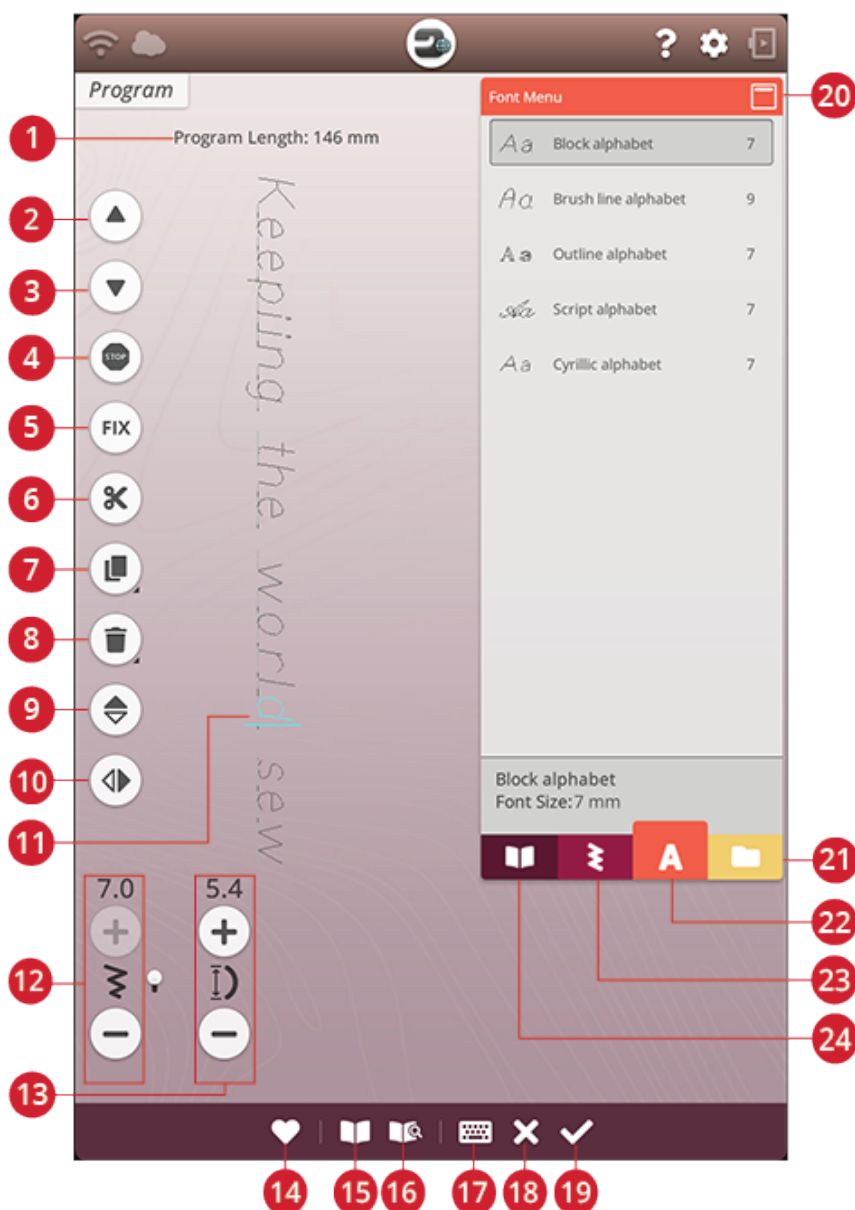 Program
Font Menu
20
1
Program Length: 146 mm
Aa Block alphabet 7
Aa Brush line alphabet 9
Aa Outline alphabet 7
Aa Script alphabet 7
Aa Cyrillic alphabet 7
2
3
4
STOP
5
FIX
6
7
8
9
10
11
Keepiing the world sew
Block alphabet
Font Size: 7 mm
A
21
22
23
24
7.0
5.4
12
13
14
15
16
17
18
19